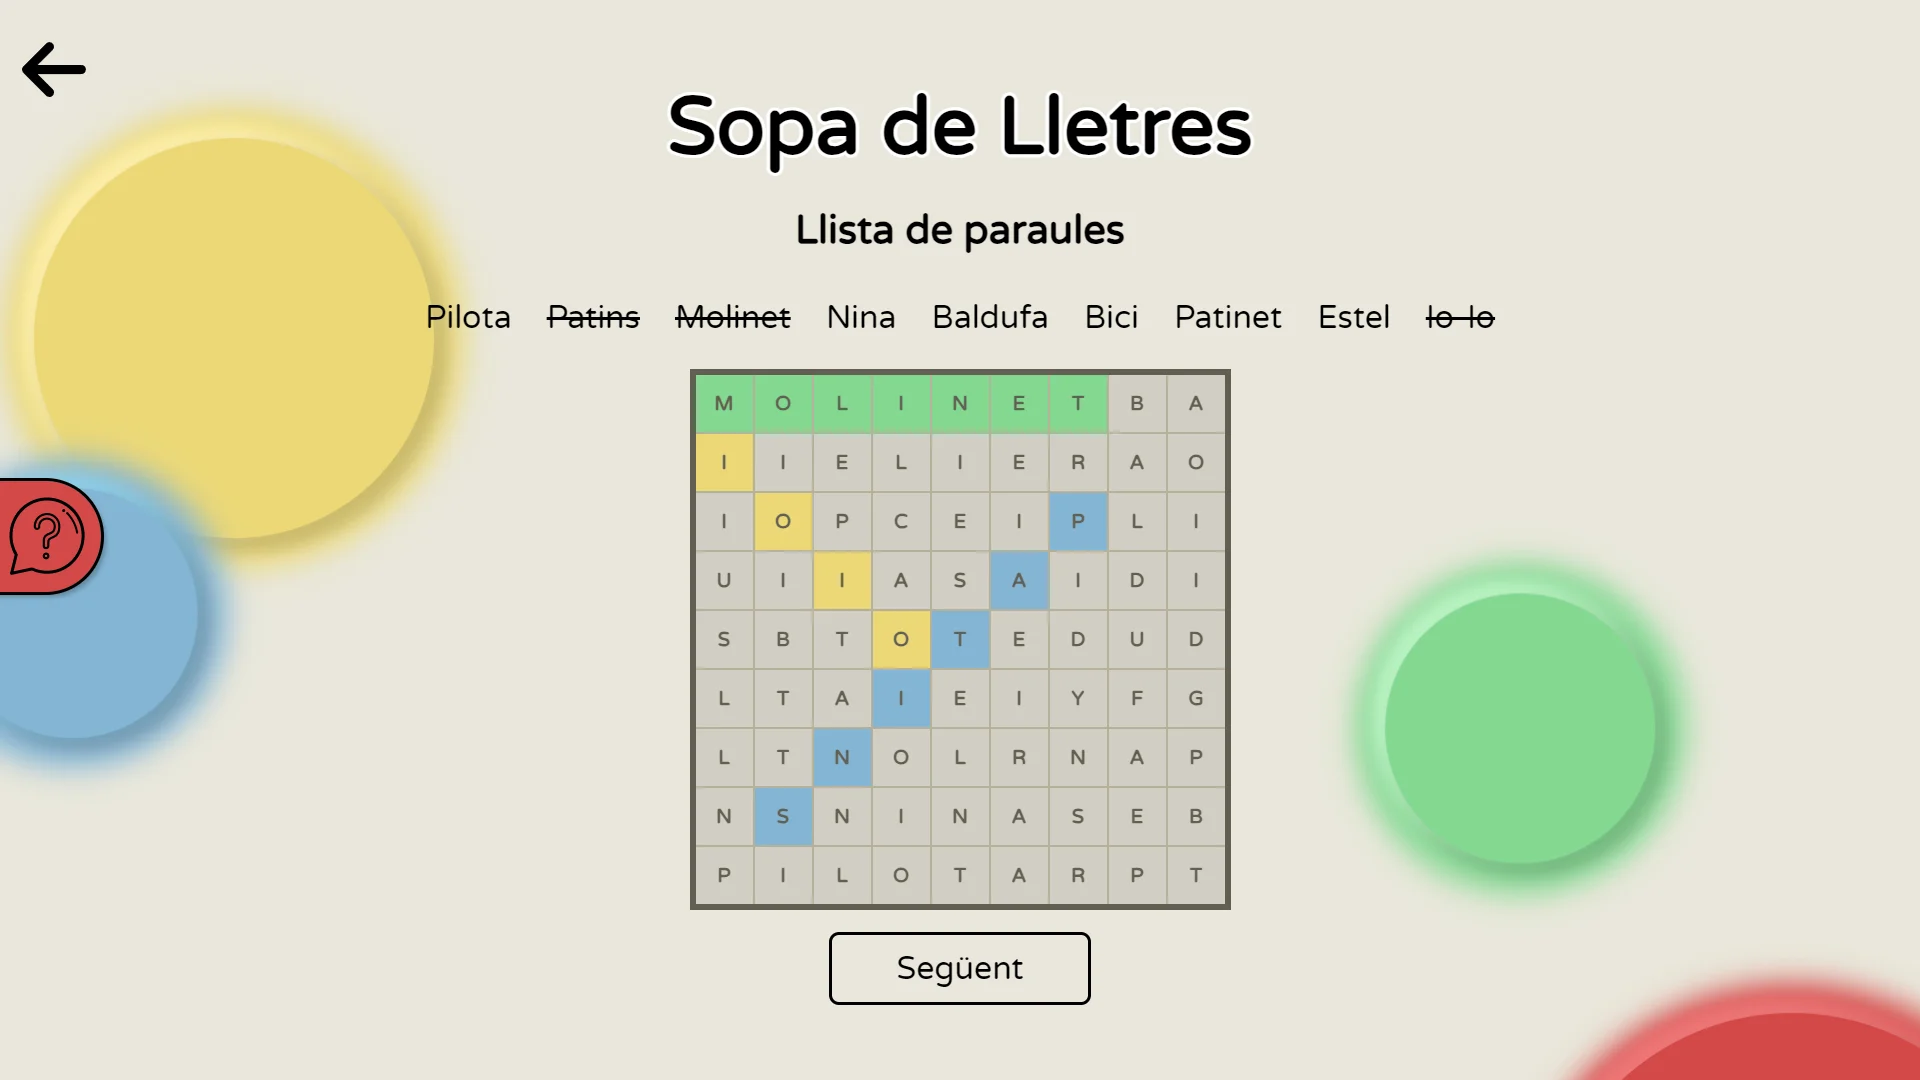 Sopa de Lletres
Llista de paraules
Pilota Patins Molinet Nina Baldufa Bici Patinet Estel Io-Io
M O L I N E T B A
I I E L I E R A O
I O P C E I P L I
U I I A S A I D I
S B T O T E D U D
L T A I E I Y F G
L T N O L R N A P
N S N I N A S E B
P I L O T A R P T
?
Següent